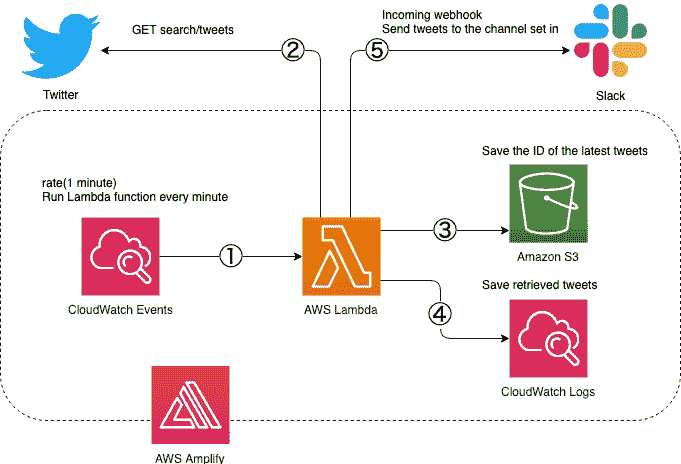 GET search/tweets
②
Incoming webhook
Send tweets to the channel set in
⑤
Twitter
Slack
rate(1 minute)
Run Lambda function every minute
①
CloudWatch Events
AWS Lambda
Save the ID of the latest tweets
③
Amazon S3
Save retrieved tweets
④
CloudWatch Logs
AWS Amplify